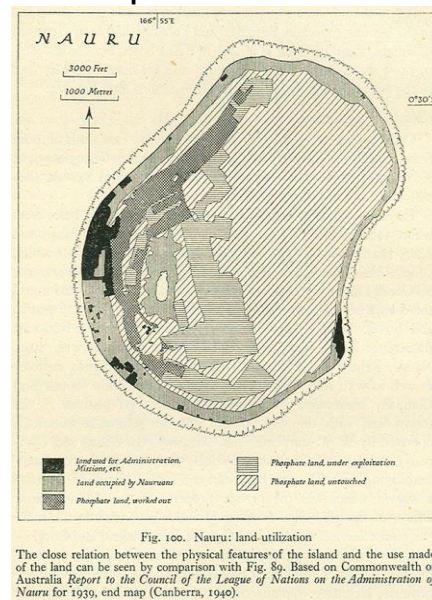 166° 55'E
NAURU
3000 Feet
1000 Metres
0°30'
land used for Administration,
Missions, etc.
land occupied by Nauruans
Phosphate land, worked out
Phosphate land, under exploitation
Phosphate land, untouched
Fig. 100. Nauru: land utilization
The close relation between the physical features of the island and the use made
of the land can be seen by comparison with Fig. 89. Based on Commonwealth of
Australia Report to the Council of the League of Nations on the Administration of
Nauru for 1939, end map (Canberra, 1940).